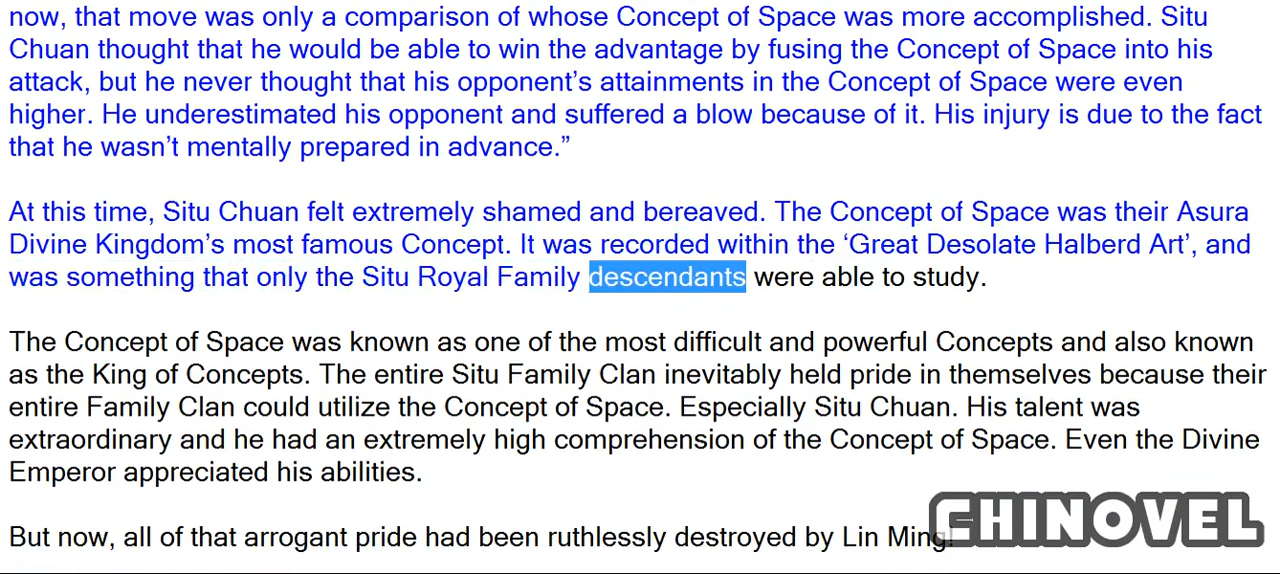 now, that move was only a comparison of whose Concept of Space was more accomplished. Situ
Chuan thought that he would be able to win the advantage by fusing the Concept of Space into his
attack, but he never thought that his opponent’s attainments in the Concept of Space were even
higher. He underestimated his opponent and suffered a blow because of it. His injury is due to the fact
that he wasn’t mentally prepared in advance.”
At this time, Situ Chuan felt extremely shamed and bereaved. The Concept of Space was their Asura
Divine Kingdom’s most famous Concept. It was recorded within the ‘Great Desolate Halberd Art’, and
was something that only the Situ Royal Family descendants were able to study.
The Concept of Space was known as one of the most difficult and powerful Concepts and also known
as the King of Concepts. The entire Situ Family Clan inevitably held pride in themselves because their
entire Family Clan could utilize the Concept of Space. Especially Situ Chuan. His talent was
extraordinary and he had an extremely high comprehension of the Concept of Space. Even the Divine
Emperor appreciated his abilities.
But now, all of that arrogant pride had been ruthlessly destroyed by Lin Ming!
CHINOVEL